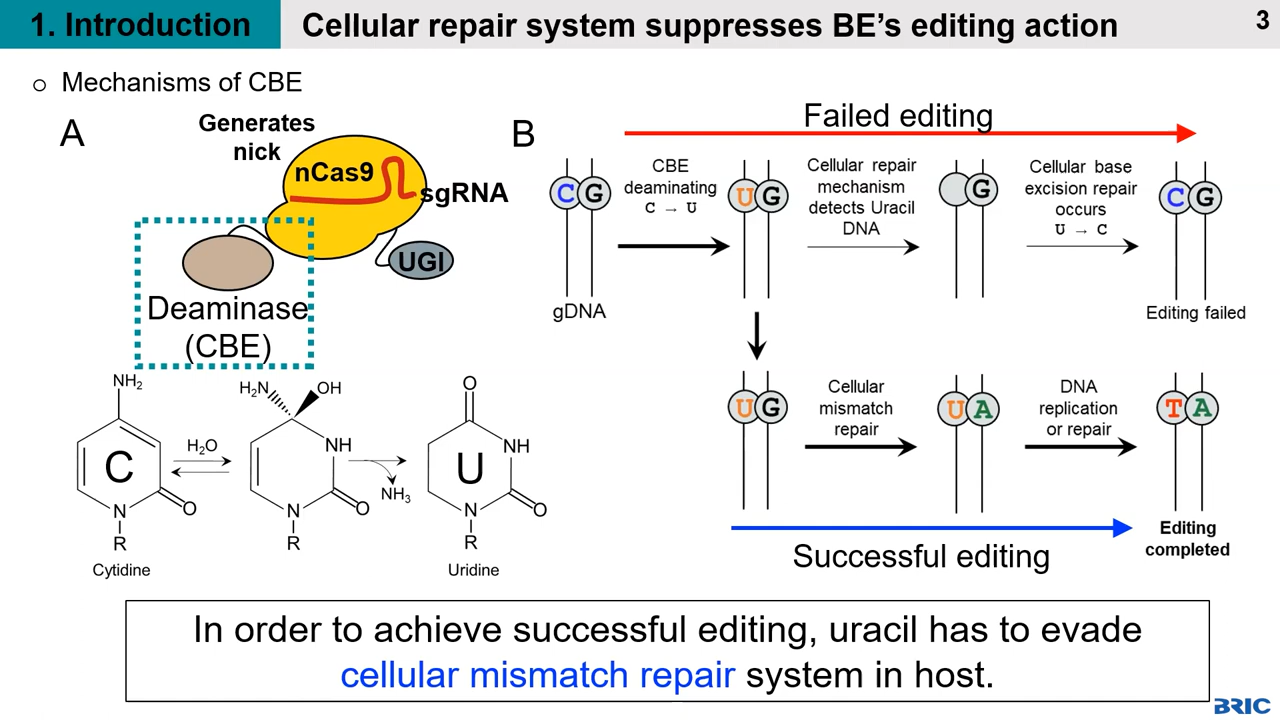 1. Introduction
Cellular repair system suppresses BE's editing action
3
Mechanisms of CBE
A
Generates
nick
nCas9
sgRNA
UGI
Deaminase
(CBE)
NH₂
C
N
R
O
Cytidine
H₂O
H₂N
OH
NH
N
R
O
NH₃
O
NH
U
N
R
O
Uridine
B
Failed editing
C G
gDNA
CBE
deaminating
C → U
U G
Cellular repair
mechanism
detects Uracil
DNA
G
Cellular base
excision repair
occurs
U → C
C G
Editing failed
U G
Cellular
mismatch
repair
U A
DNA
replication
or repair
T A
Editing
completed
Successful editing
In order to achieve successful editing, uracil has to evade
cellular mismatch repair system in host.
BRIC